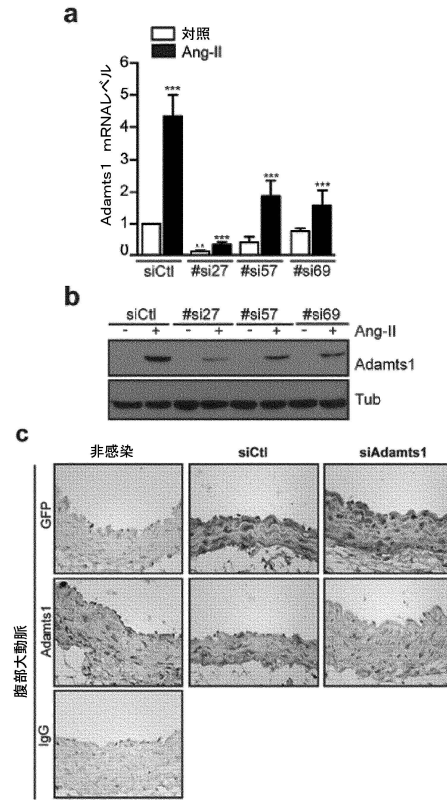 a
対照
Ang-II
Adamts1 mRNAレベル
6
5
4
3
2
1
0
***
** ***
***
***
siCtl #si27 #si57 #si69
b
siCtl #si27 #si57 #si69
- + - + - + - + Ang-II
Adamts1
Tub
c
非感染 siCtl siAdamts1
腹部大動脈
GFP
Adamts1
IgG